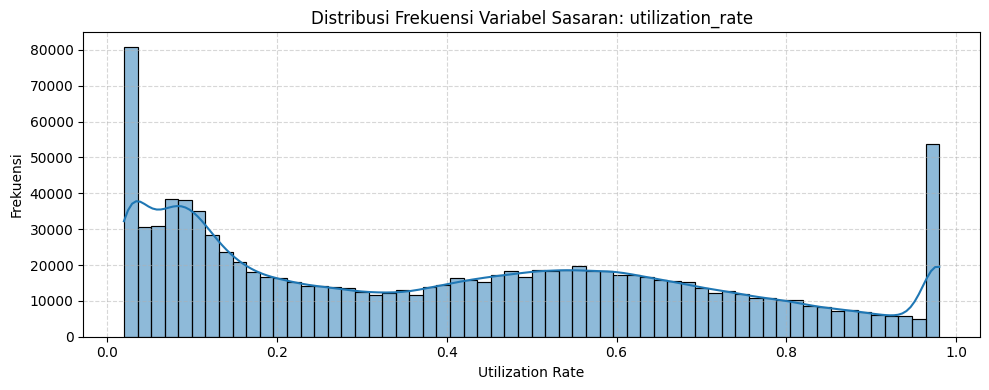 Distribusi Frekuensi Variabel Sasaran: utilization_rate
80000
70000
60000
50000
40000
30000
20000
10000
0
Frekuensi
0.0 0.2 0.4 0.6 0.8 1.0
Utilization Rate